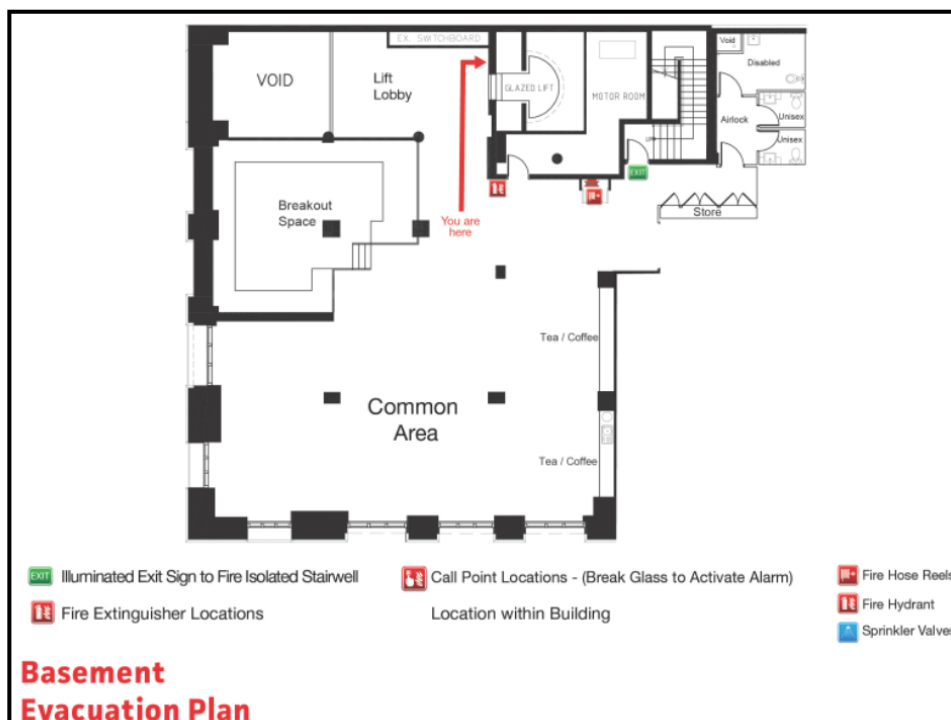 EX. SWITCHBOARD
VOID
Lift
Lobby
GLAZED LIFT
MOTOR ROOM
Void
Disabled
Airlock
Unisex
Unisex
EXIT
Store
Breakout
Space
You are
here
Tea / Coffee
Common
Area
Tea / Coffee
EXIT Illuminated Exit Sign to Fire Isolated Stairwell
Call Point Locations - (Break Glass to Activate Alarm)
Fire Hose Reels
Fire Extinguisher Locations
Location within Building
Fire Hydrant
Sprinkler Valves
Basement
Evacuation Plan